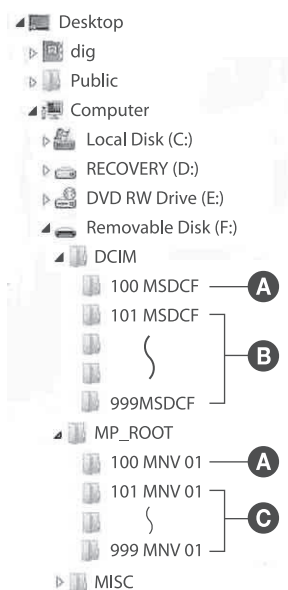 Desktop
dig
Public
Computer
Local Disk (C:)
RECOVERY (D:)
DVD RW Drive (E:)
Removable Disk (F:)
DCIM
100 MSDCF A
101 MSDCF
B
999MSDCF
MP_ROOT
100 MNV 01 A
101 MNV 01
C
999 MNV 01
MISC